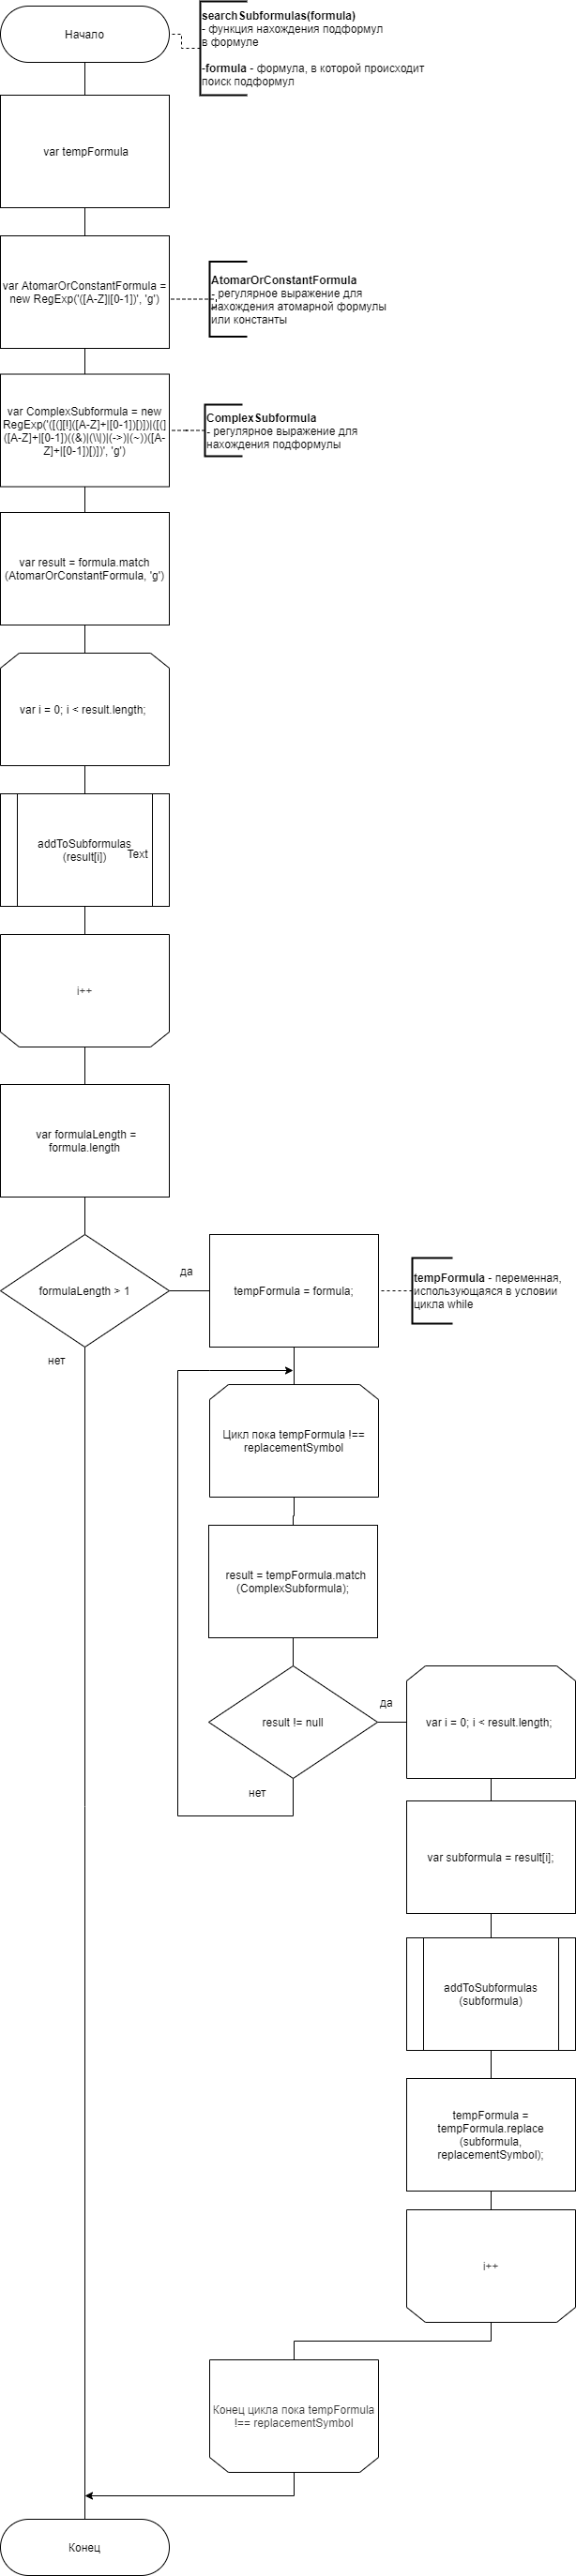 Начало
searchSubformulas(formula)
- функция нахождения подформул
в формуле
-formula - формула, в которой происходит
поиск подформул
var tempFormula
var AtomarOrConstantFormula =
new RegExp('([A-Z]|[0-1])', 'g')
AtomarOrConstantFormula
- регулярное выражение для
нахождения атомарной формулы
или константы
var ComplexSubformula = new
RegExp('([(][!]([A-Z]+|[0-1])[)])|([(]
([A-Z]+|[0-1])((&)|(\\|)|(->)|(~))([A-
Z]+|[0-1])[)])', 'g')
ComplexSubformula
- регулярное выражение для
нахождения подформулы
var result = formula.match
(AtomarOrConstantFormula, 'g')
var i = 0; i < result.length;
addToSubformulas
(result[i])
Text
i++
var formulaLength =
formula.length
formulaLength > 1
да
нет
tempFormula = formula;
tempFormula - переменная,
использующаяся в условии
цикла while
Цикл пока tempFormula !==
replacementSymbol
result = tempFormula.match
(ComplexSubformula);
result != null
да
нет
var i = 0; i < result.length;
var subformula = result[i];
addToSubformulas
(subformula)
tempFormula =
tempFormula.replace
(subformula,
replacementSymbol);
i++
Конец цикла пока tempFormula
!== replacementSymbol
Конец